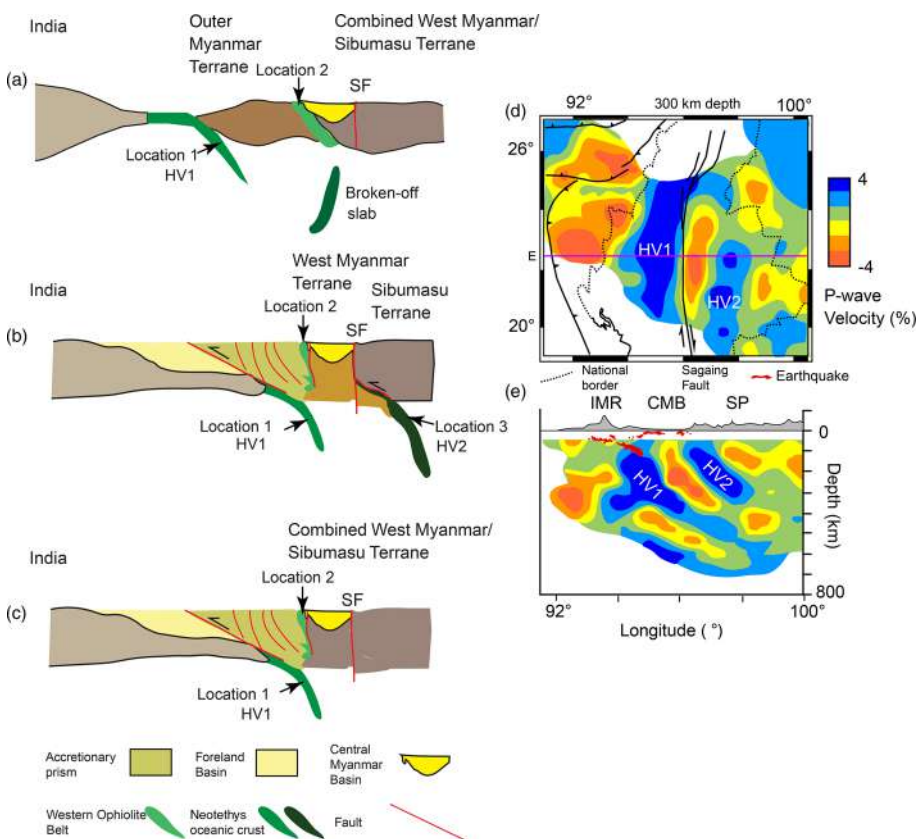 India
Outer
Myanmar
Terrane
Combined West Myanmar/
Sibumasu Terrane
(a)
Location 2
SF
Location 1
HV1
Broken-off
slab
India
West Myanmar
Terrane
Sibumasu
Terrane
(b)
Location 2
SF
Location 1
HV1
Location 3
HV2
India
Combined West Myanmar/
Sibumasu Terrane
(c)
Location 2
SF
Location 1
HV1
Accretionary
prism
Foreland
Basin
Central
Myanmar
Basin
Western Ophiolite
Belt
Neotethys
oceanic crust
Fault
(d)
92°
300 km depth
100°
26°
E
20°
HV1
HV2
4
-4
P-wave
Velocity (%)
National
border
Sagaing
Fault
Earthquake
(e)
IMR
CMB
SP
HV1
HV2
0
Depth (km)
800
92°
100°
Longitude ( °)